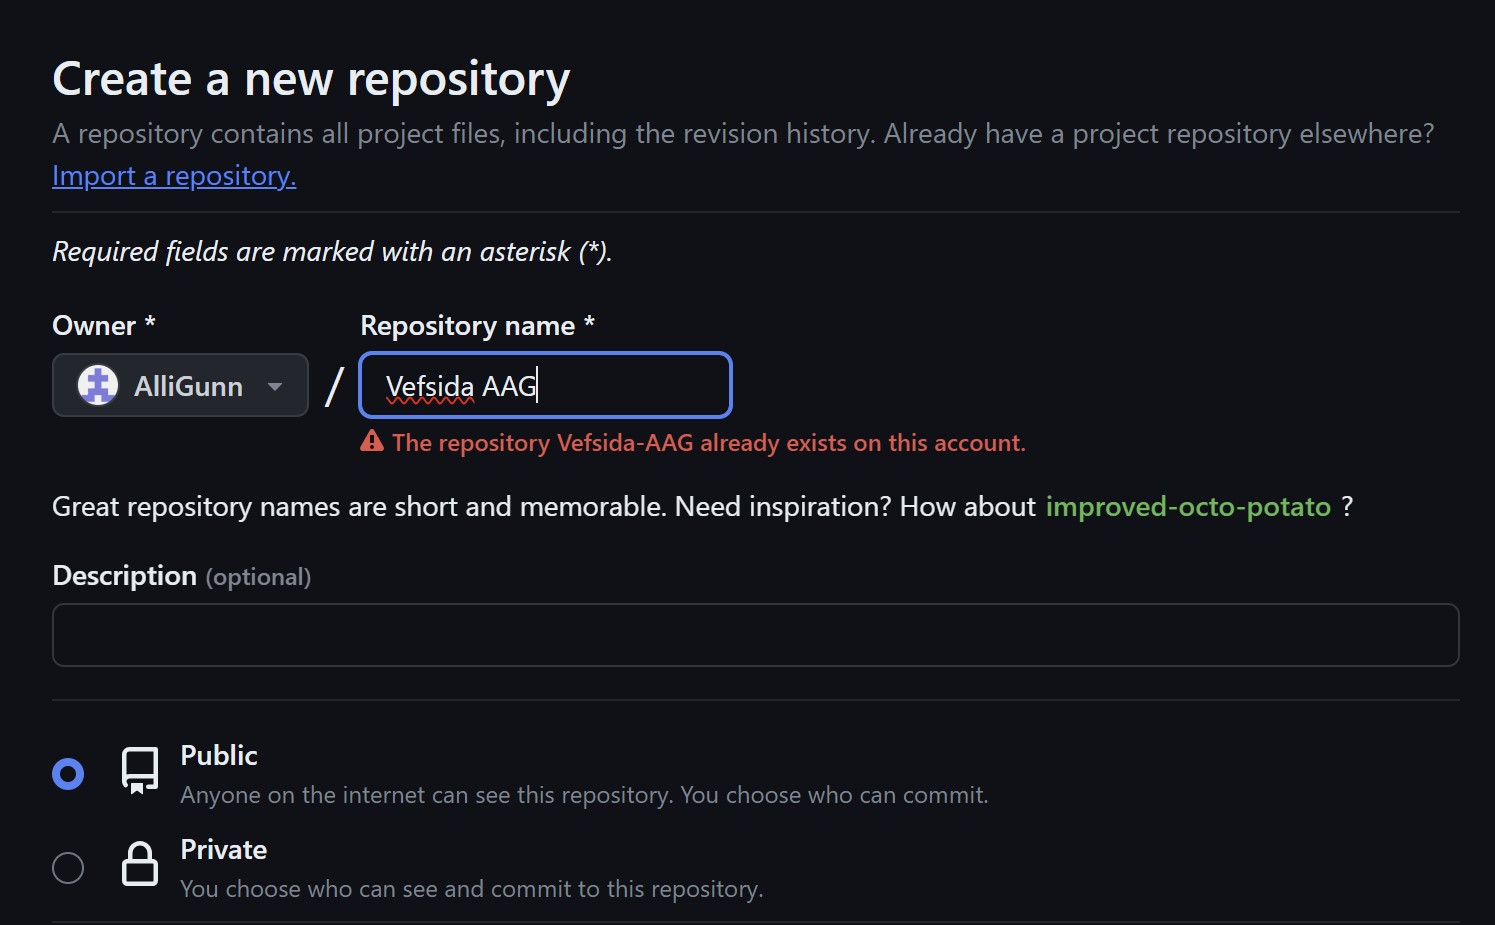 Create a new repository
A repository contains all project files, including the revision history. Already have a project repository elsewhere?
Import a repository.
Required fields are marked with an asterisk (*).
Owner * Repository name *
AlliGunn / Vefsida AAG
The repository Vefsida-AAG already exists on this account.
Great repository names are short and memorable. Need inspiration? How about improved-octo-potato ?
Description (optional)
Public
Anyone on the internet can see this repository. You choose who can commit.
Private
You choose who can see and commit to this repository.